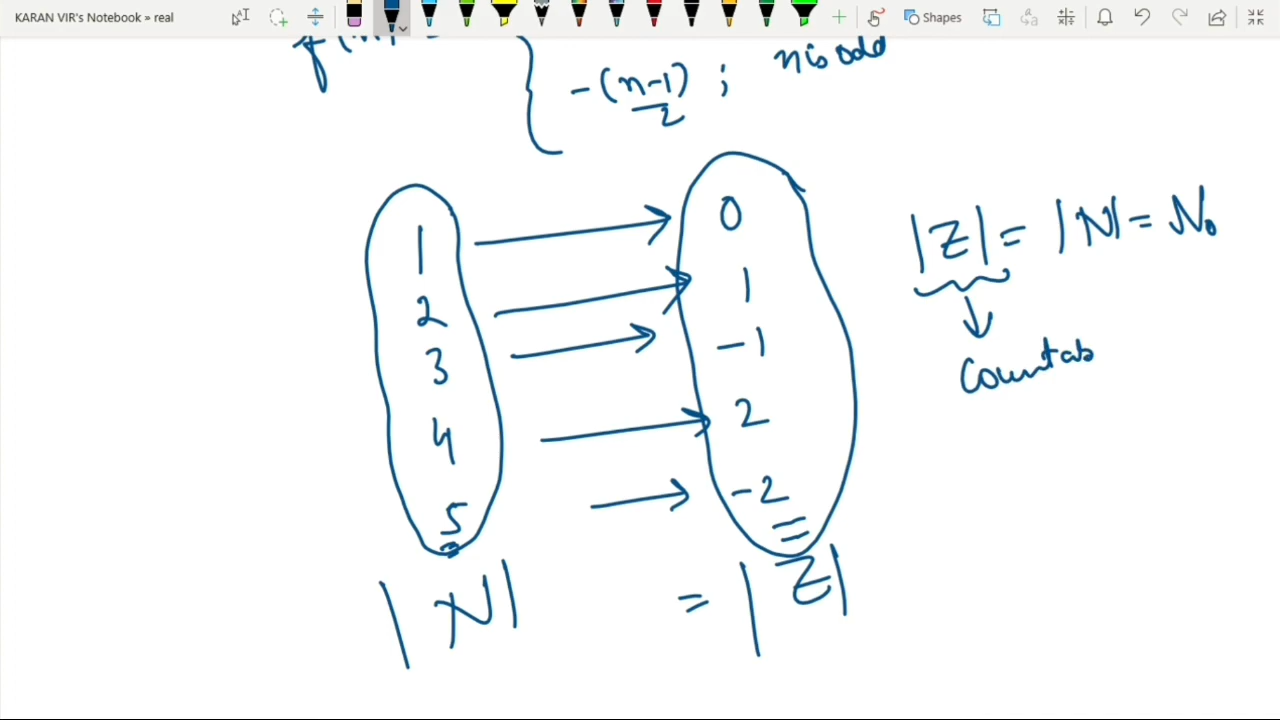 KARAN VIR's Notebook » real
Shapes
-(n-1)/2 ; n is odd
1 → 0
2 → 1
3 → -1
4 → 2
5 → -2
|Z| = |N| = N₀
Countab
|N| = |Z|